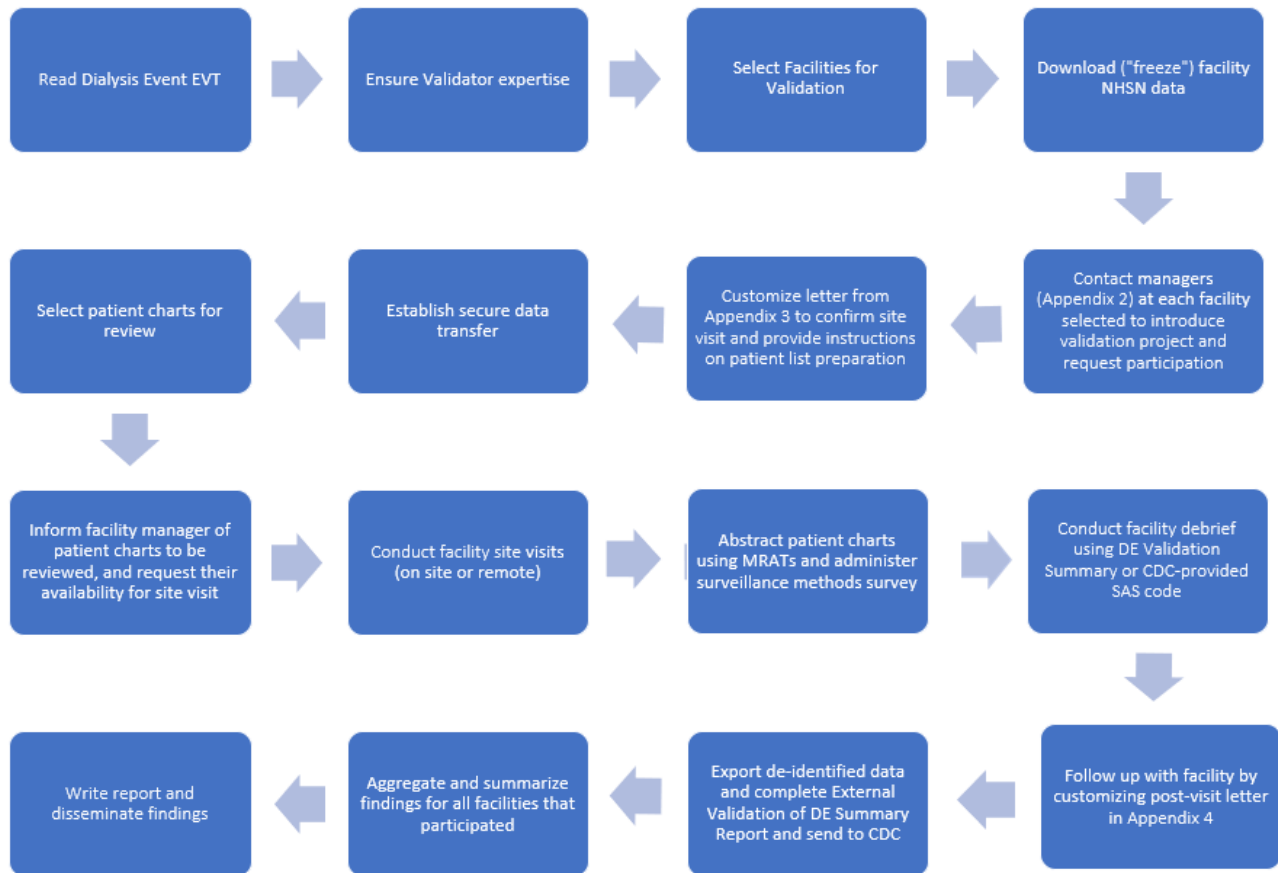 Read Dialysis Event EVT
Ensure Validator expertise
Select Facilities for
Validation
Download ("freeze") facility
NHSN data
Contact managers
(Appendix 2) at each facility
selected to introduce
validation project and
request participation
Customize letter from
Appendix 3 to confirm site
visit and provide instructions
on patient list preparation
Establish secure data
transfer
Select patient charts for
review
Inform facility manager of
patient charts to be
reviewed, and request their
availability for site visit
Conduct facility site visits
(on site or remote)
Abstract patient charts
using MRATs and administer
surveillance methods survey
Conduct facility debrief
using DE Validation
Summary or CDC-provided
SAS code
Follow up with facility by
customizing post-visit letter
in Appendix 4
Export de-identified data
and complete External
Validation of DE Summary
Report and send to CDC
Aggregate and summarize
findings for all facilities that
participated
Write report and
disseminate findings